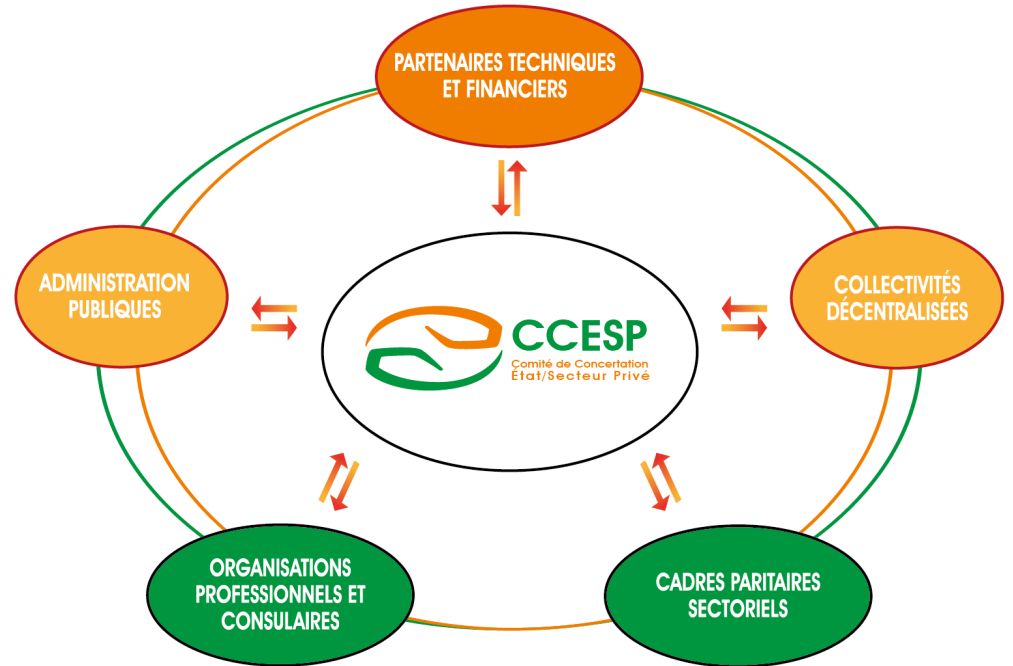 PARTENAIRES TECHNIQUES
ET FINANCIERS
ADMINISTRATION
PUBLIQUES
COLLECTIVITÉS
DÉCENTRALISÉES
CCESP
Comité de Concertation
État/Secteur Privé
ORGANISATIONS
PROFESSIONNELS ET
CONSULAIRES
CADRES PARITAIRES
SECTORIELS